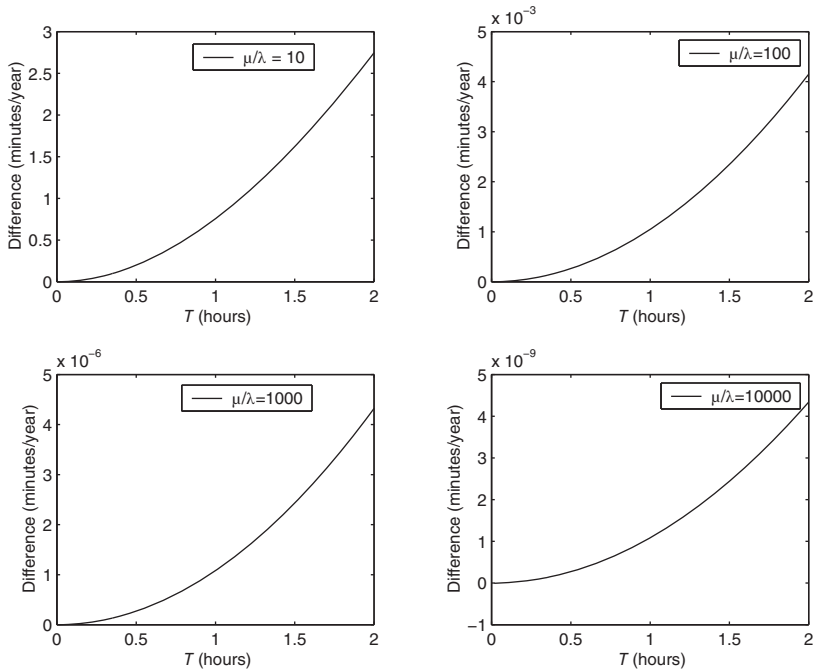 μ/λ = 10
Difference (minutes/year)
3
2.5
2
1.5
1
0.5
0
0 0.5 1 1.5 2
T (hours)
x 10⁻³
μ/λ=100
Difference (minutes/year)
5
4
3
2
1
0
0 0.5 1 1.5 2
T (hours)
x 10⁻⁶
μ/λ=1000
Difference (minutes/year)
5
4
3
2
1
0
0 0.5 1 1.5 2
T (hours)
x 10⁻⁹
μ/λ=10000
Difference (minutes/year)
5
4
3
2
1
0
−1
0 0.5 1 1.5 2
T (hours)